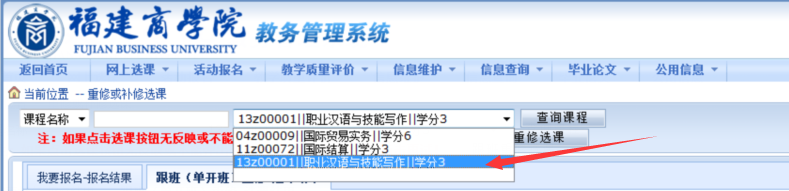 福建商学院 教务管理系统
FUJIAN BUSINESS UNIVERSITY
返回首页 网上选课 活动报名 教学质量评价 信息维护 信息查询 毕业论文 公用信息
当前位置 -- 重修或补修选课
课程名称 13z00001||职业汉语与技能写作||学分3 查询课程
04z00009||国际贸易实务||学分6
注：如果点击选课按钮无反映或不能 重修选课
11z00072||国际结算||学分3
13z00001||职业汉语与技能写作||学分3
我要报名-报名结果 跟班（单开班